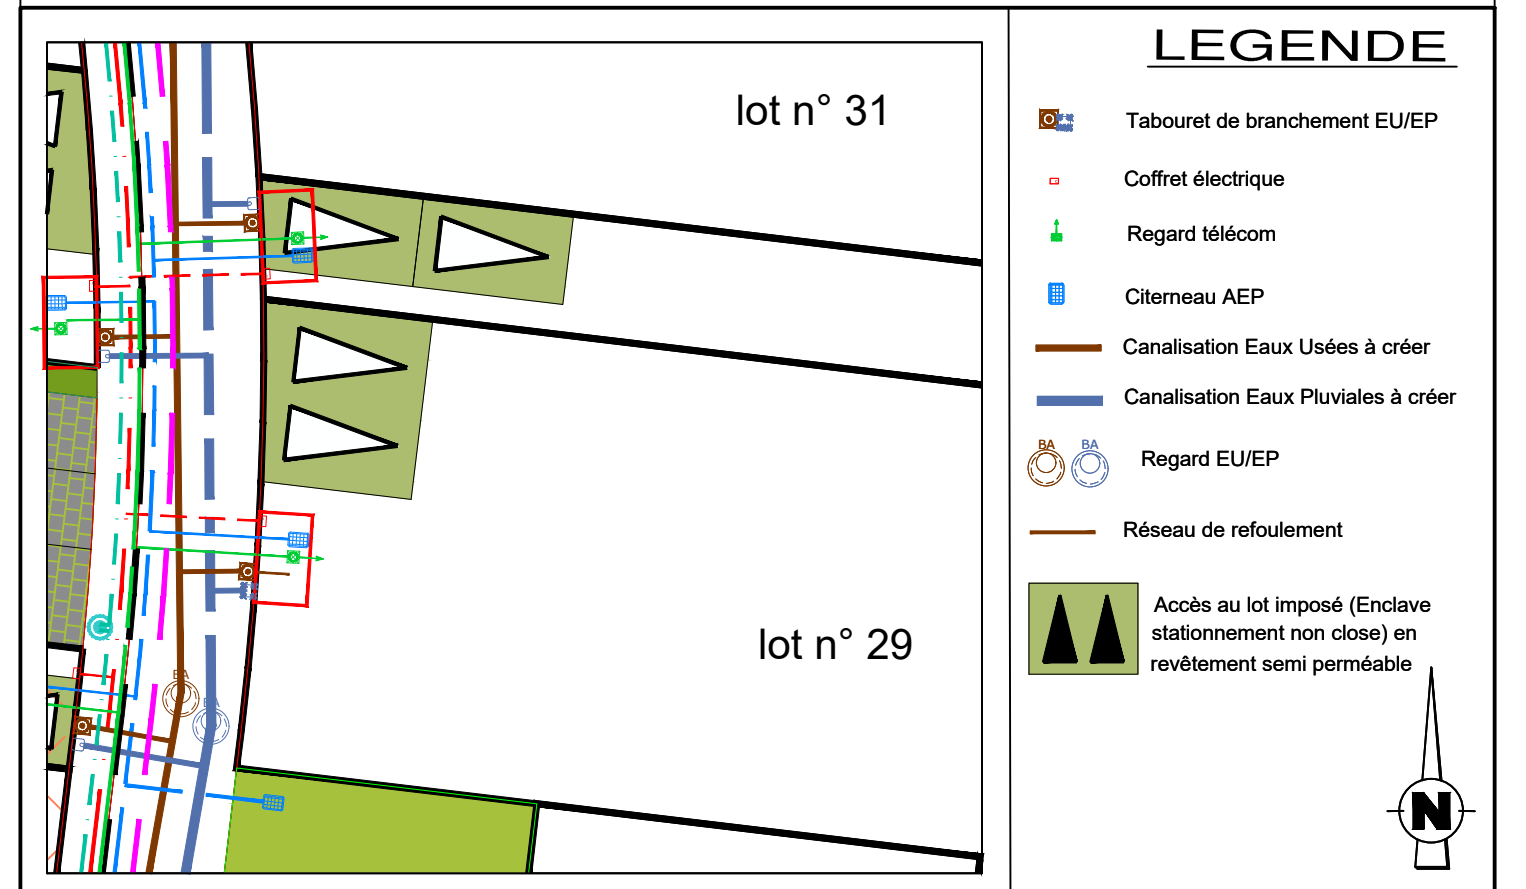 LEGENDE
lot n° 31
Tabouret de branchement EU/EP
Coffret électrique
Regard télécom
Citerneau AEP
Canalisation Eaux Usées à créer
Canalisation Eaux Pluviales à créer
BA BA
Regard EU/EP
Réseau de refoulement
Accès au lot imposé (Enclave
stationnement non close) en
revêtement semi perméable
lot n° 29
BA
BA
N